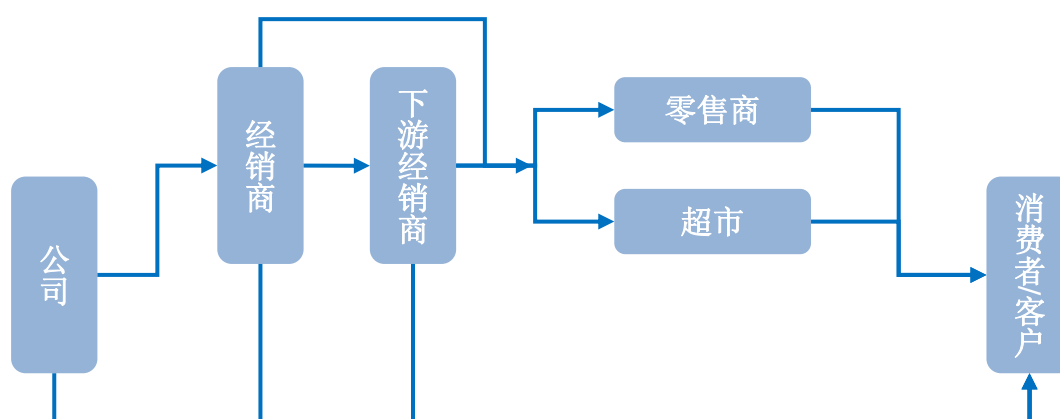 公司
经销商
下游经销商
零售商
超市
消费者/客户